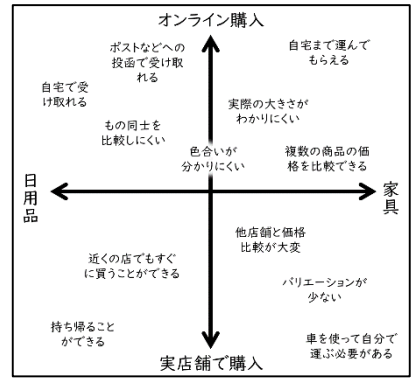 オンライン購入
ポストなどへの
投函で受け取
れる
自宅まで運んで
もらえる
自宅で受
け取れる
もの同士を
比較しにくい
実際の大きさが
わかりにくい
色合いが
分かりにくい
複数の商品の価
格を比較できる
日用品
家具
他店舗と価格
比較が大変
近くの店でもすぐ
に買うことができる
バリエーションが
少ない
持ち帰ること
ができる
車を使って自分で
運ぶ必要がある
実店舗で購入